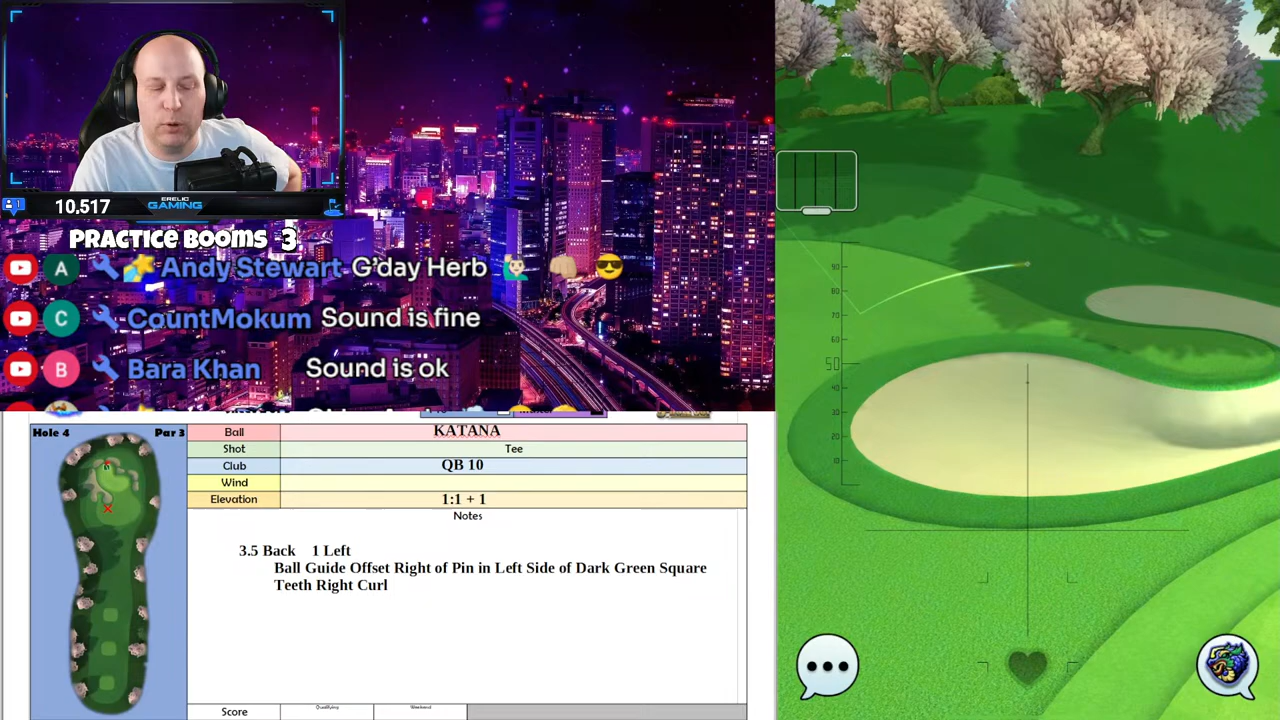 10,517
ERELIC
GAMING
PRACTICE BOOMS -3
A Andy Stewart G'day Herb
C CountMokum Sound is fine
B Bara Khan Sound is ok
Hole 4 Par 3
Ball KATANA
Shot Tee
Club QB 10
Wind
Elevation 1:1 + 1
Notes
3.5 Back 1 Left
Ball Guide Offset Right of Pin in Left Side of Dark Green Square
Teeth Right Curl
Score Qualifying Weekend
90
80
70
60
50
40
30
20